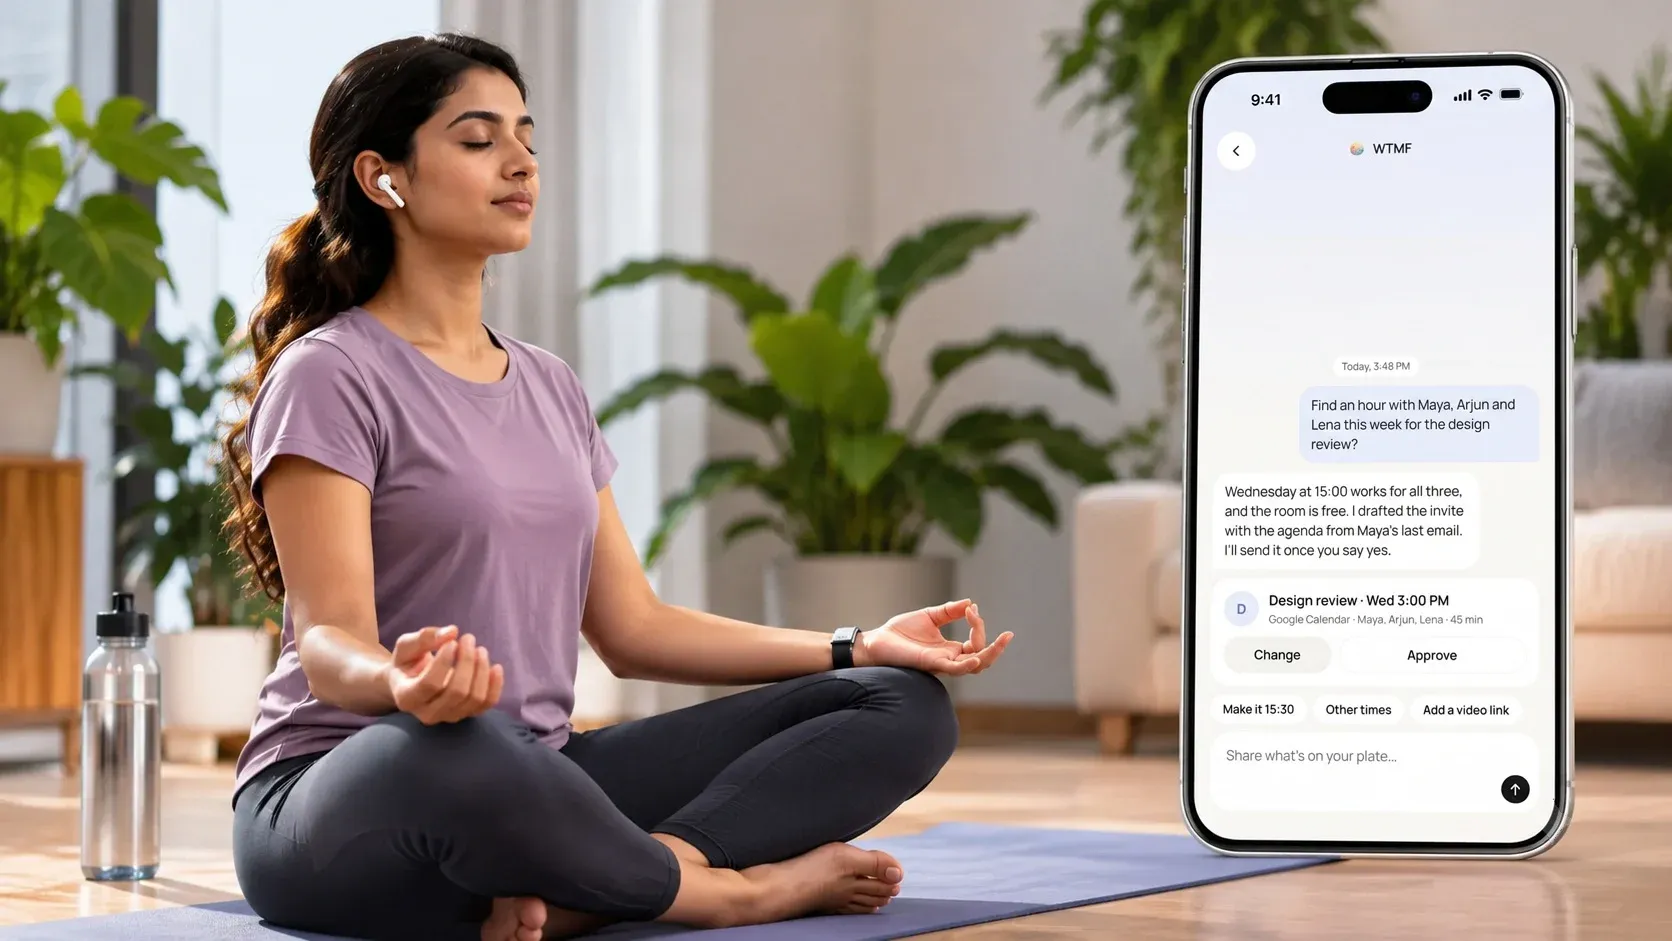 9:41
WTMF
Today, 3:48 PM
Find an hour with Maya, Arjun and
Lena this week for the design
review?
Wednesday at 15:00 works for all three,
and the room is free. I drafted the invite
with the agenda from Maya's last email.
I'll send it once you say yes.
D
Design review · Wed 3:00 PM
Google Calendar · Maya, Arjun, Lena · 45 min
Change
Approve
Make it 15:30
Other times
Add a video link
Share what's on your plate...